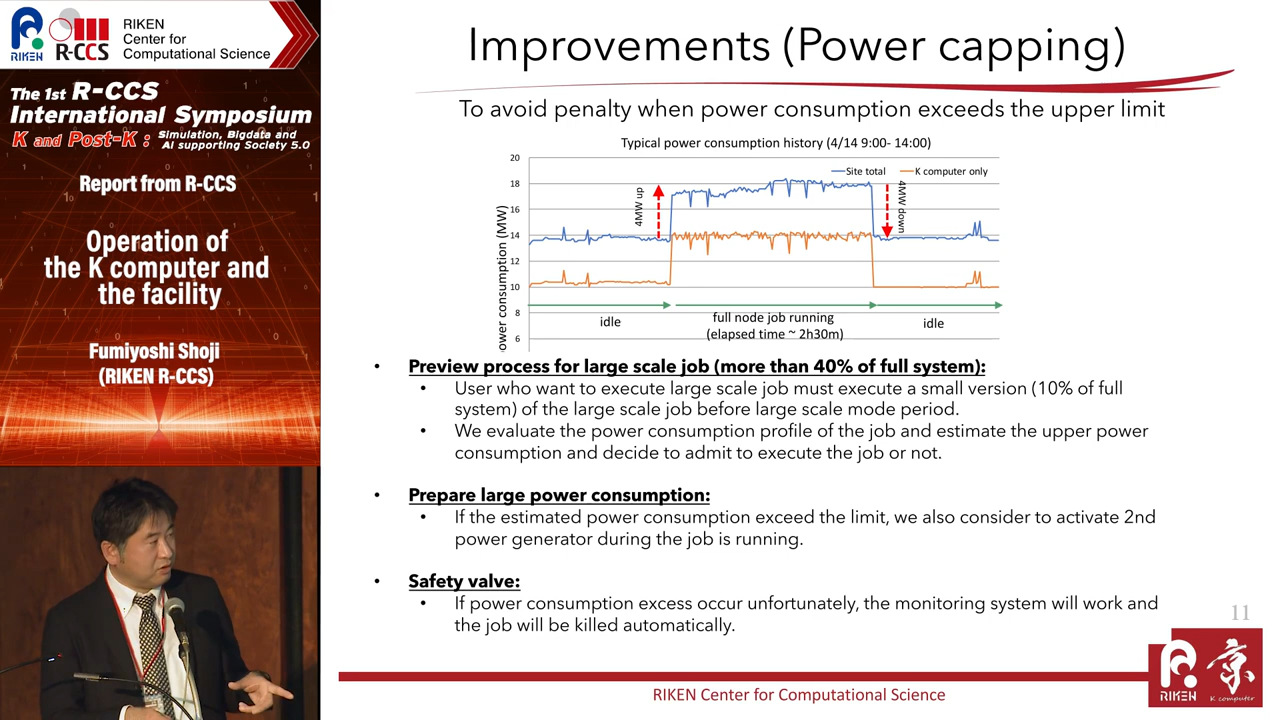 RIKEN
R-CCS
RIKEN
Center for
Computational Science
The 1st R-CCS
International Symposium
K and Post-K : Simulation, Bigdata and
AI supporting Society 5.0
Report from R-CCS
Operation of
the K computer and
the facility
Fumiyoshi Shoji
(RIKEN R-CCS)
Improvements (Power capping)
To avoid penalty when power consumption exceeds the upper limit
Typical power consumption history (4/14 9:00- 14:00)
Site total
K computer only
ower consumption (MW)
20
18
16
14
12
10
8
6
4MW up
4MW down
idle
full node job running
(elapsed time ~ 2h30m)
idle
• Preview process for large scale job (more than 40% of full system):
• User who want to execute large scale job must execute a small version (10% of full
system) of the large scale job before large scale mode period.
• We evaluate the power consumption profile of the job and estimate the upper power
consumption and decide to admit to execute the job or not.
• Prepare large power consumption:
• If the estimated power consumption exceed the limit, we also consider to activate 2nd
power generator during the job is running.
• Safety valve:
• If power consumption excess occur unfortunately, the monitoring system will work and
the job will be killed automatically.
11
RIKEN Center for Computational Science
RIKEN
京
K computer